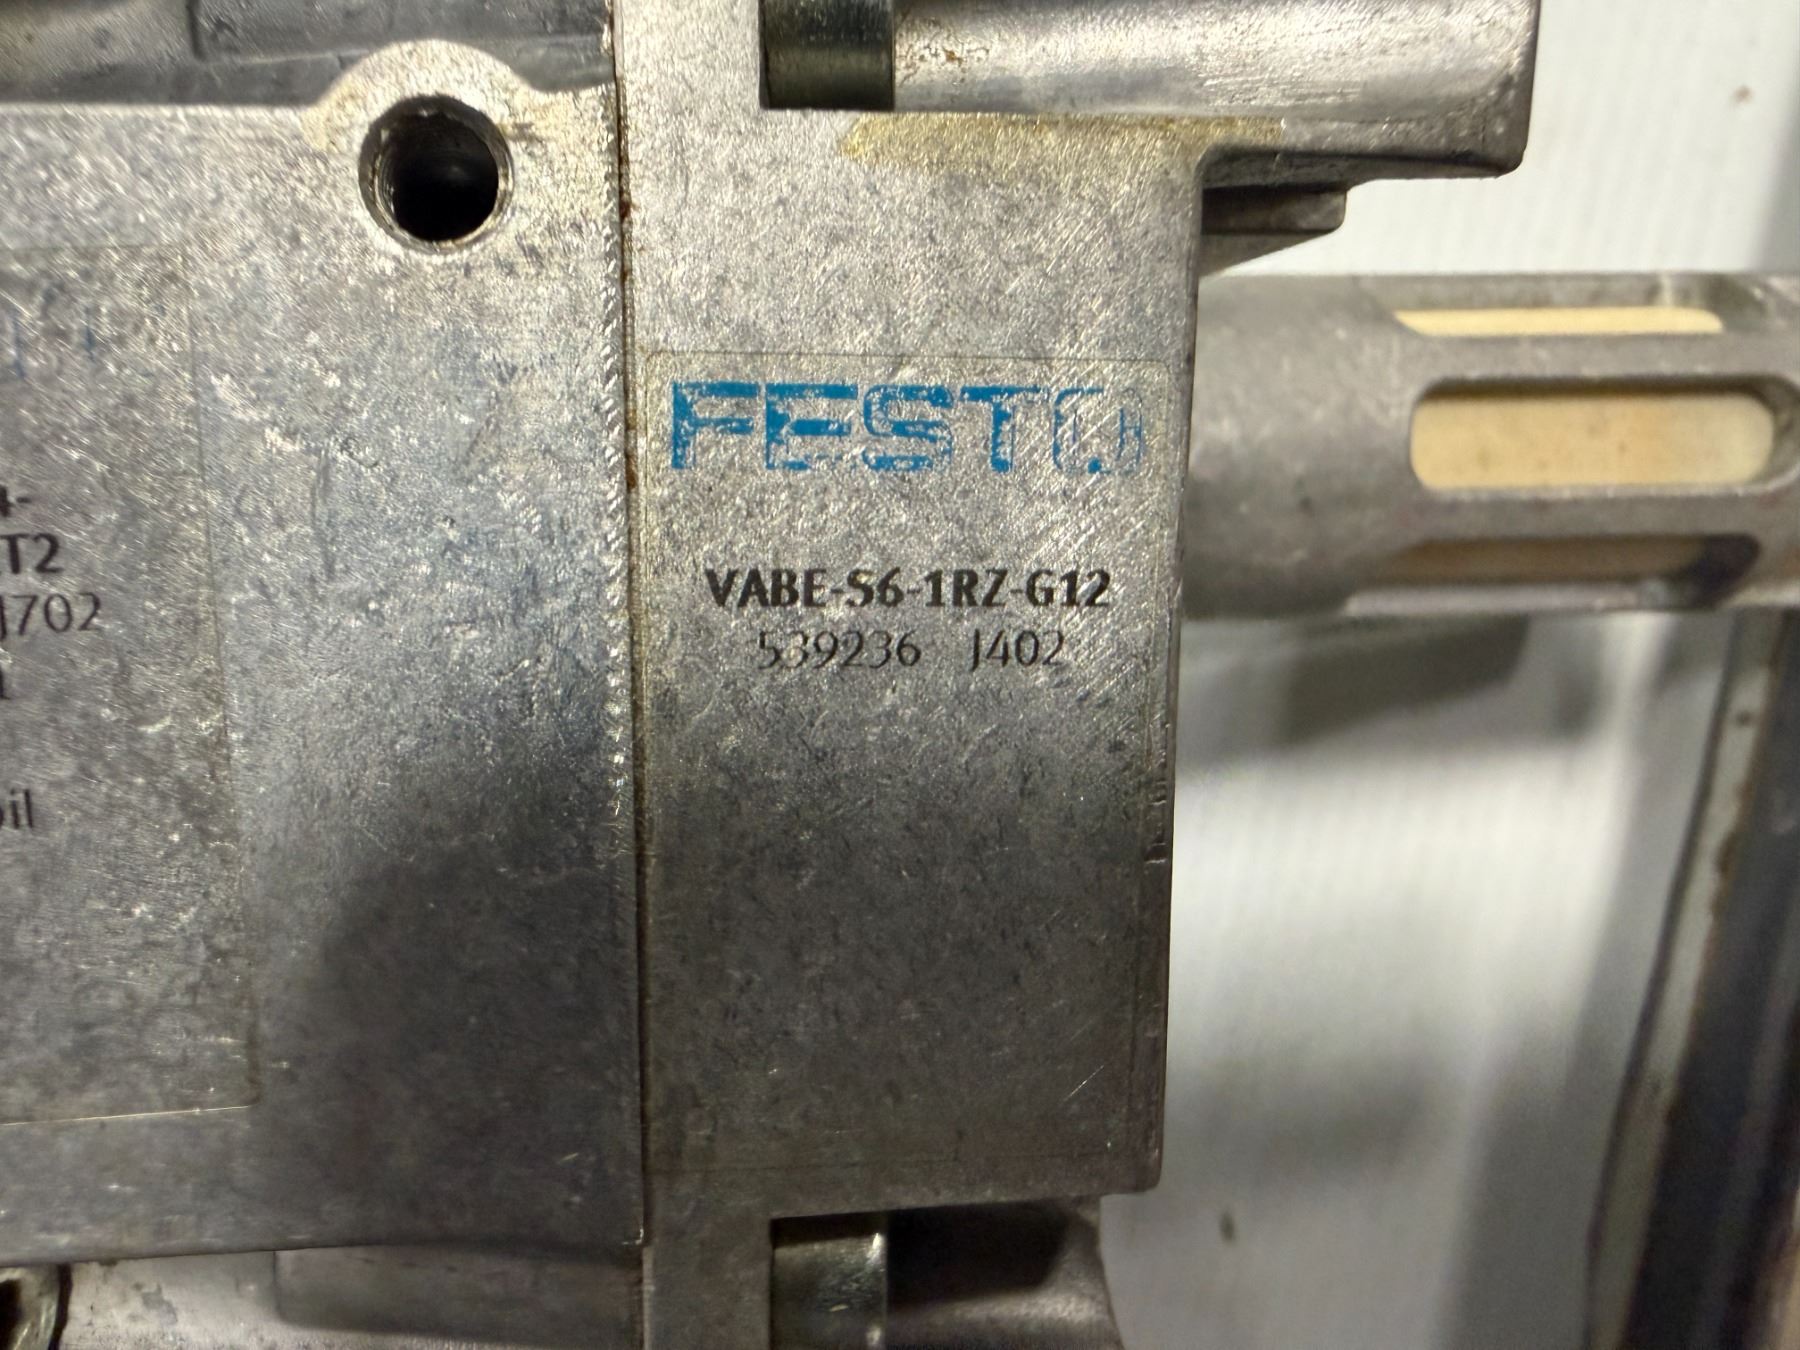 FESTO
VABE-S6-1RZ-G12
539236 J402
T2
J702